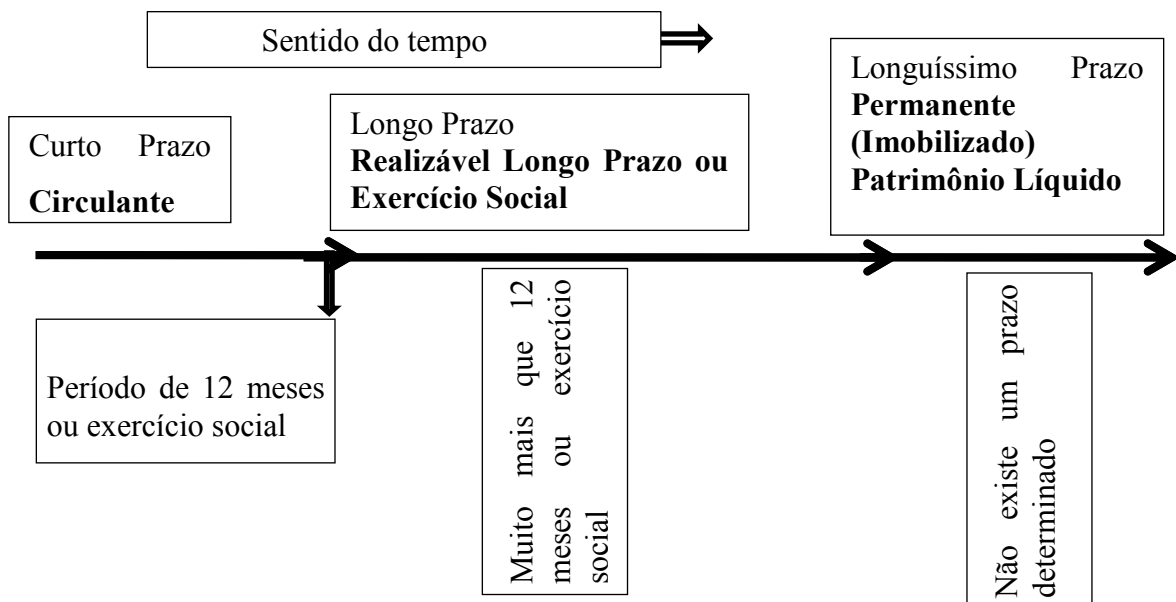 Sentido do tempo
Curto Prazo
Circulante
Longo Prazo
Realizável Longo Prazo ou
Exercício Social
Longuíssimo Prazo
Permanente
(Imobilizado)
Patrimônio Líquido
Período de 12 meses
ou exercício social
Muito mais que 12
meses ou exercício
social
Não existe um prazo
determinado